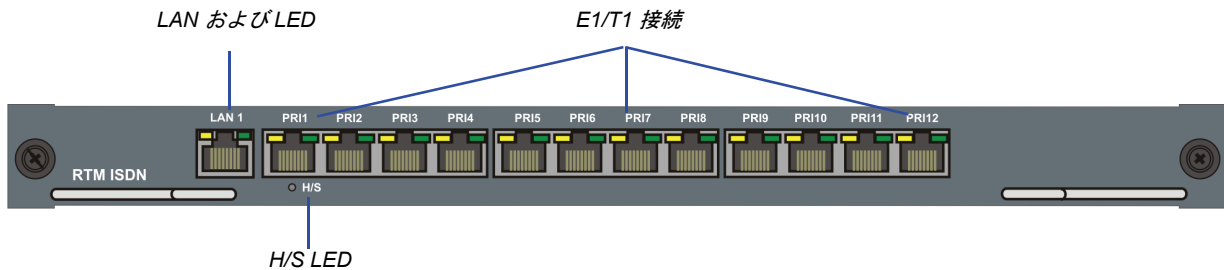 LAN および LED
E1/T1 接続
LAN 1 PRI1 PRI2 PRI3 PRI4 PRI5 PRI6 PRI7 PRI8 PRI9 PRI10 PRI11 PRI12
RTM ISDN
H/S
H/S LED